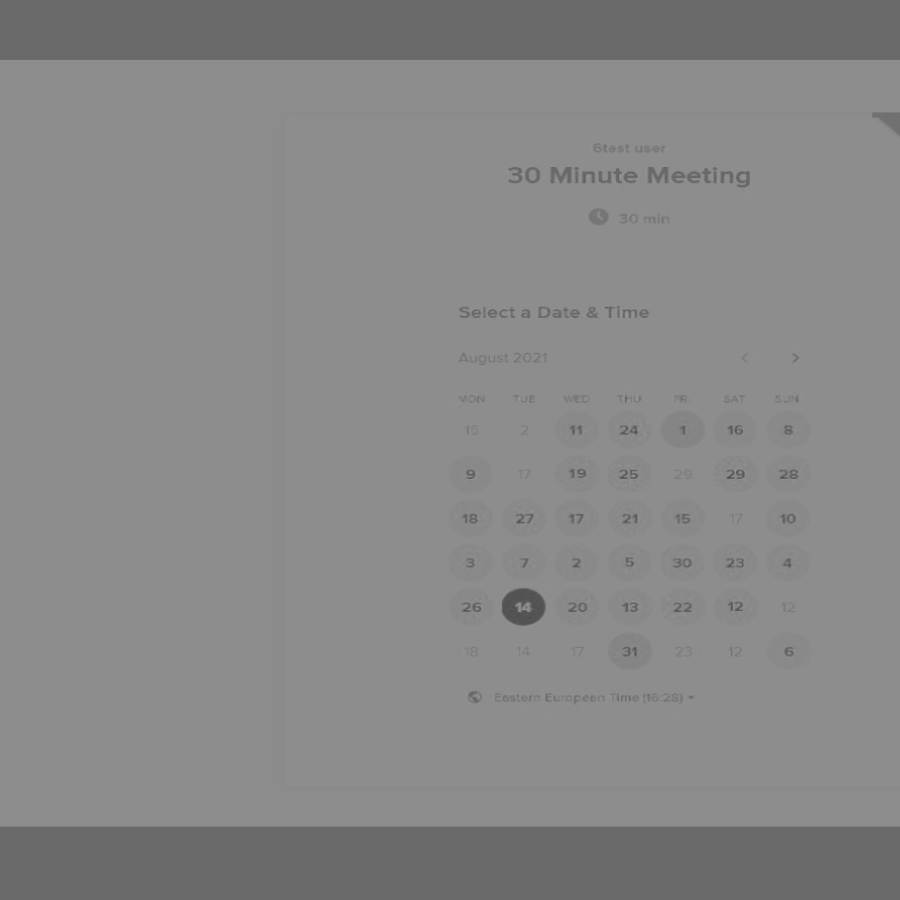 6test user
30 Minute Meeting
30 min
Select a Date & Time
August 2021
MON TUE WED THU FRI SAT SUN
15 2 11 24 1 16 8
9 17 19 25 29 29 28
18 27 17 21 15 17 10
3 7 2 5 30 23 4
26 14 20 13 22 12 12
18 14 17 31 23 12 6
Eastern European Time (16:28)